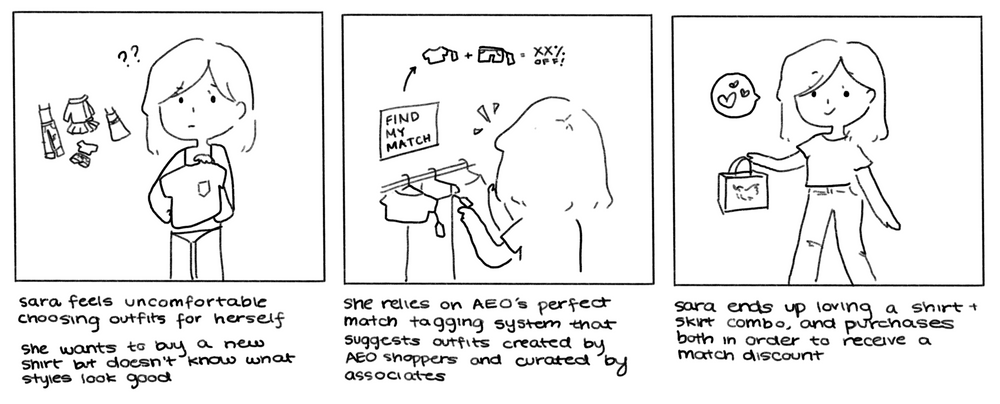 ??
sara feels uncomfortable
choosing outfits for herself
she wants to buy a new
shirt but doesn't know what
styles look good
+ = XX%
OFF!
FIND
MY
MATCH
she relies on AEO's perfect
match tagging system that
suggests outfits created by
AEO shoppers and curated by
associates
sara ends up loving a shirt +
skirt combo, and purchases
both in order to receive a
match discount